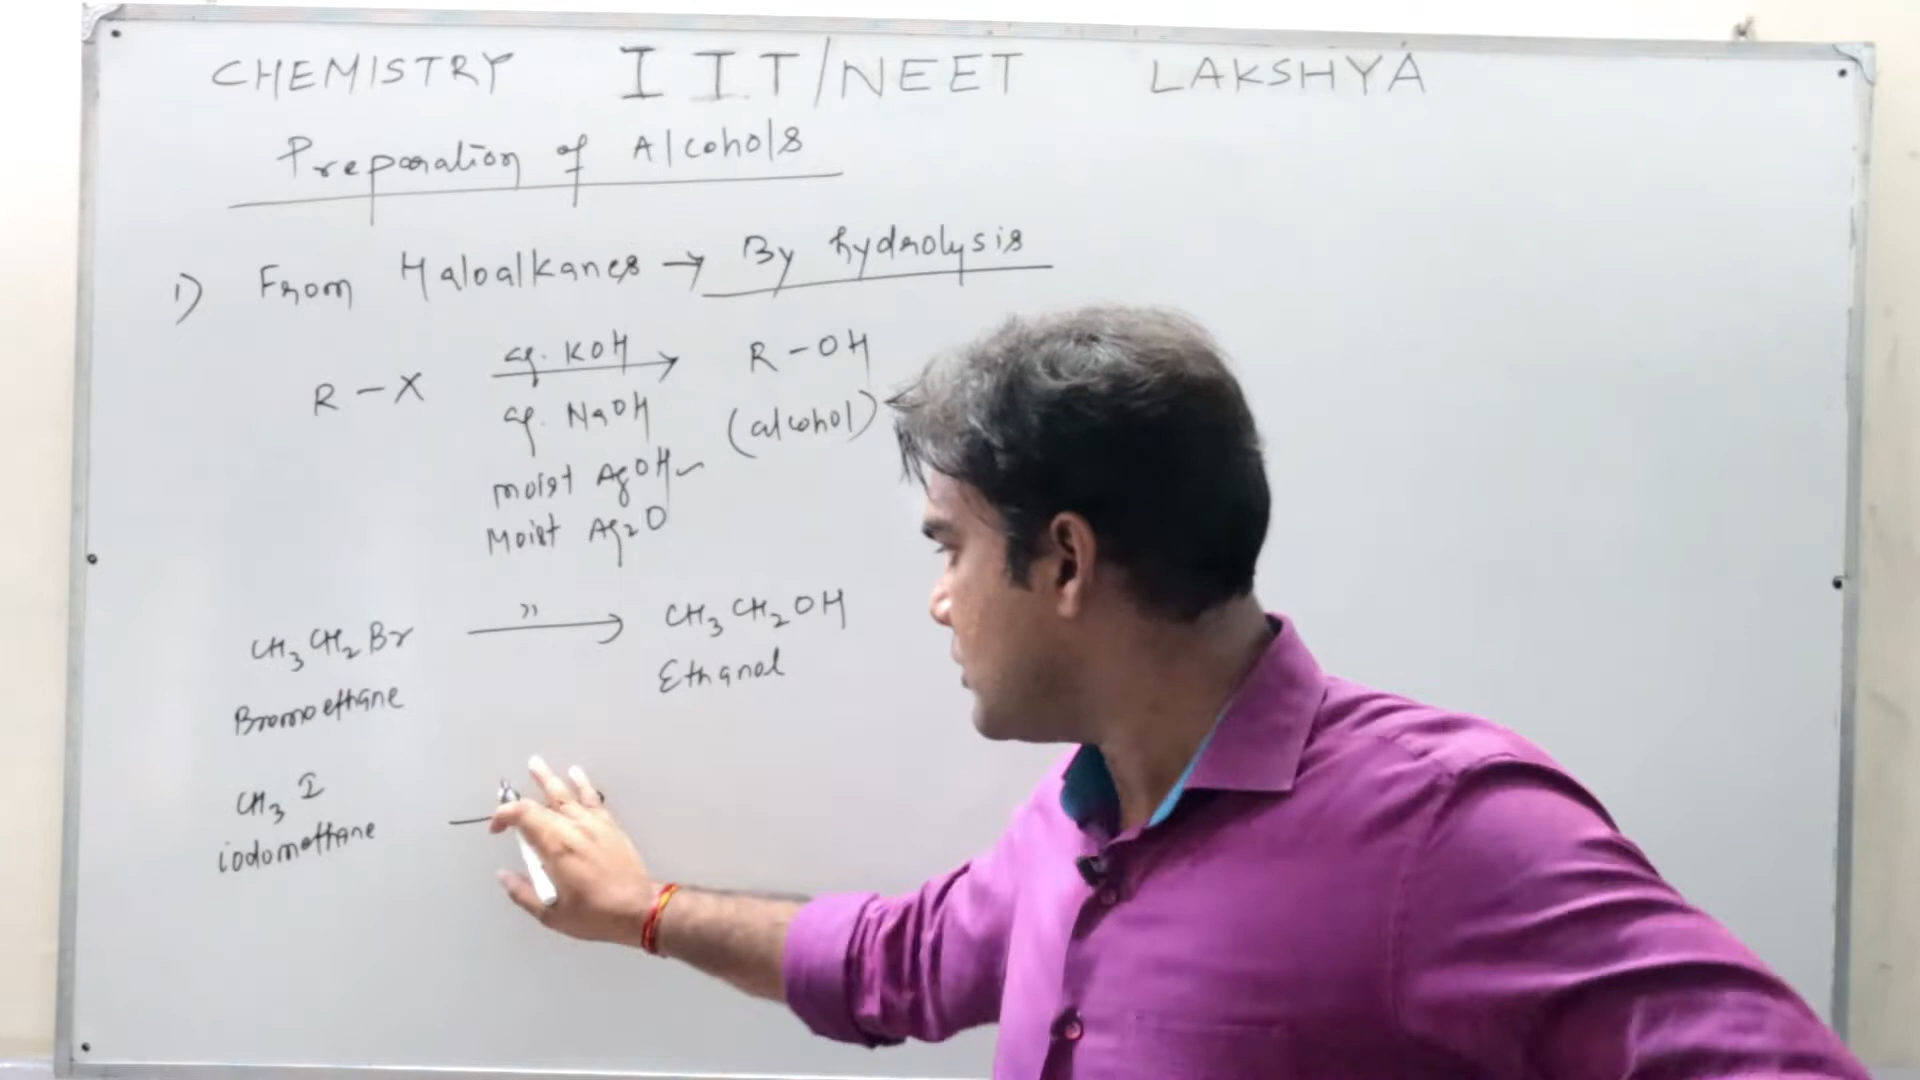 CHEMISTRY IIT/NEET LAKSHYA
Preparation of Alcohols
1) From Haloalkanes → By hydrolysis
R-X aq. KOH → R-OH
aq. NaOH (alcohol)
moist AgOH
Moist Ag2O
CH3CH2Br " → CH3CH2OH
Bromoethane Ethanol
CH3I
iodomethane